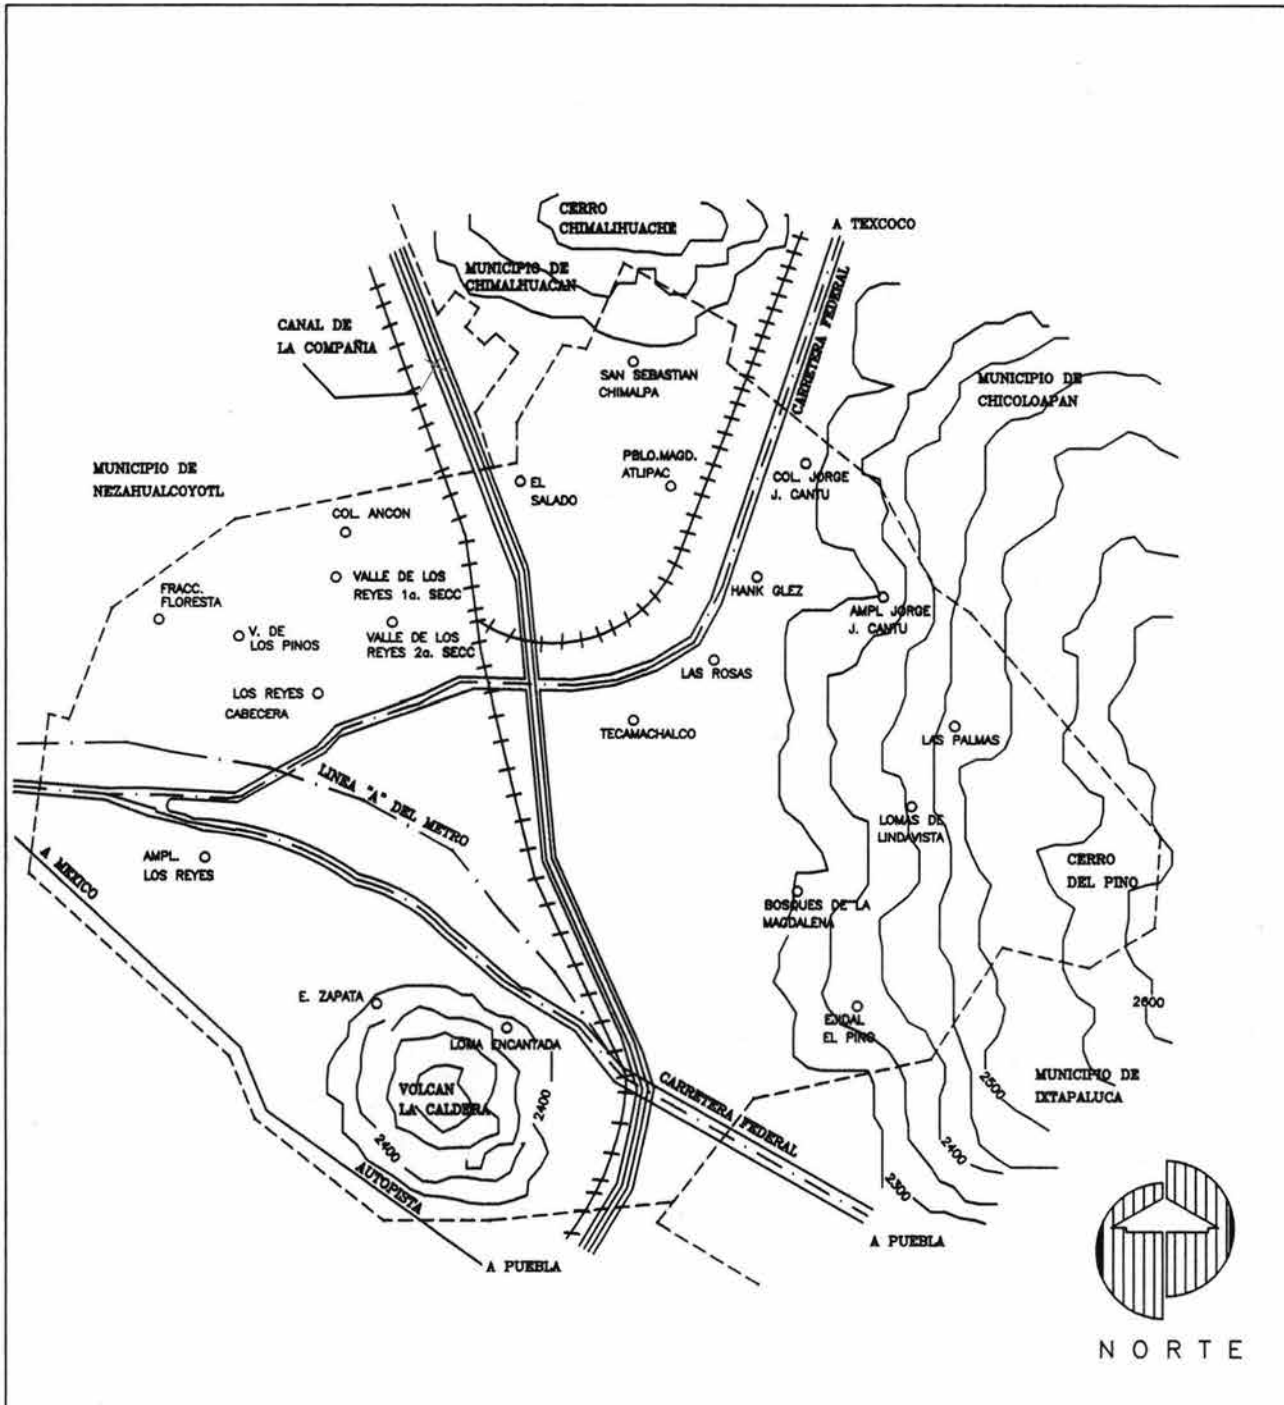 CERRO
CHIMALIHUACHE
A TEXCOCO
MUNICIPIO DE
CHIMALHUACAN
CARRETERA FEDERAL
CANAL DE
LA COMPAÑIA
SAN SEBASTIAN
CHIMALPA
MUNICIPIO DE
CHICOLOAPAN
MUNICIPIO DE
NEZAHUALCOYOTL
PBLO.MAGD.
ATLIPAC
COL. JORGE
J. CANTU
EL
SALADO
COL. ANCON
VALLE DE LOS
REYES 1a. SECC
HANK GLEZ
FRACC.
FLORESTA
AMPL JORGE
J. CANTU
V. DE
LOS PINOS
VALLE DE LOS
REYES 2a. SECC
LAS ROSAS
LOS REYES
CABECERA
TECAMACHALCO
LAS PALMAS
LINEA "A" DEL METRO
LOMAS DE
LINDAVISTA
A MEXICO
AMPL.
LOS REYES
CERRO
DEL PINO
BOSQUES DE LA
MAGDALENA
E. ZAPATA
2600
EJIDAL
EL PINO
LOMA ENCANTADA
VOLCAN
LA CALDERA
2400
2400
CARRETERA FEDERAL
2500
MUNICIPIO DE
IXTAPALUCA
2400
2300
AUTOPISTA
A PUEBLA
A PUEBLA
NORTE